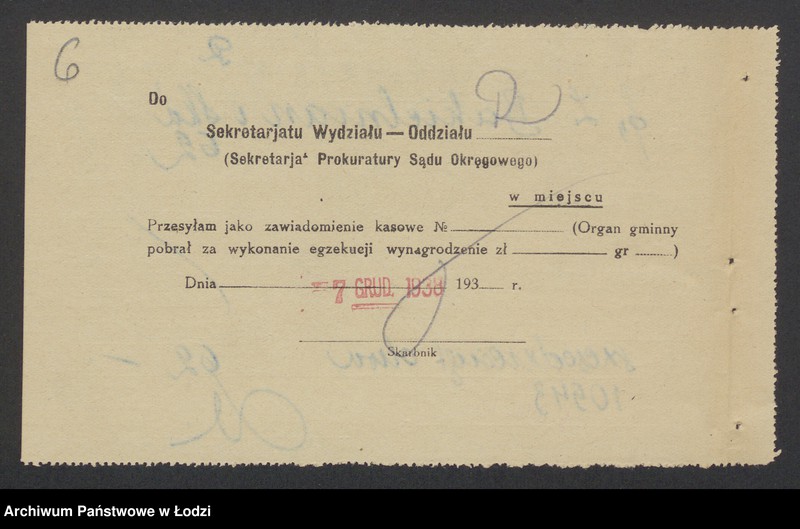 6
Do
Sekretarjatu Wydziału — Oddziału R
(Sekretarja Prokuratury Sądu Okręgowego)
w miejscu
Przesyłam jako zawiadomienie kasowe № (Organ gminny
pobrał za wykonanie egzekucji wynagrodzenie zł gr )
Dnia 7 GRUD. 1938 193 r.
Skarbnik
Archiwum Państwowe w Łodzi